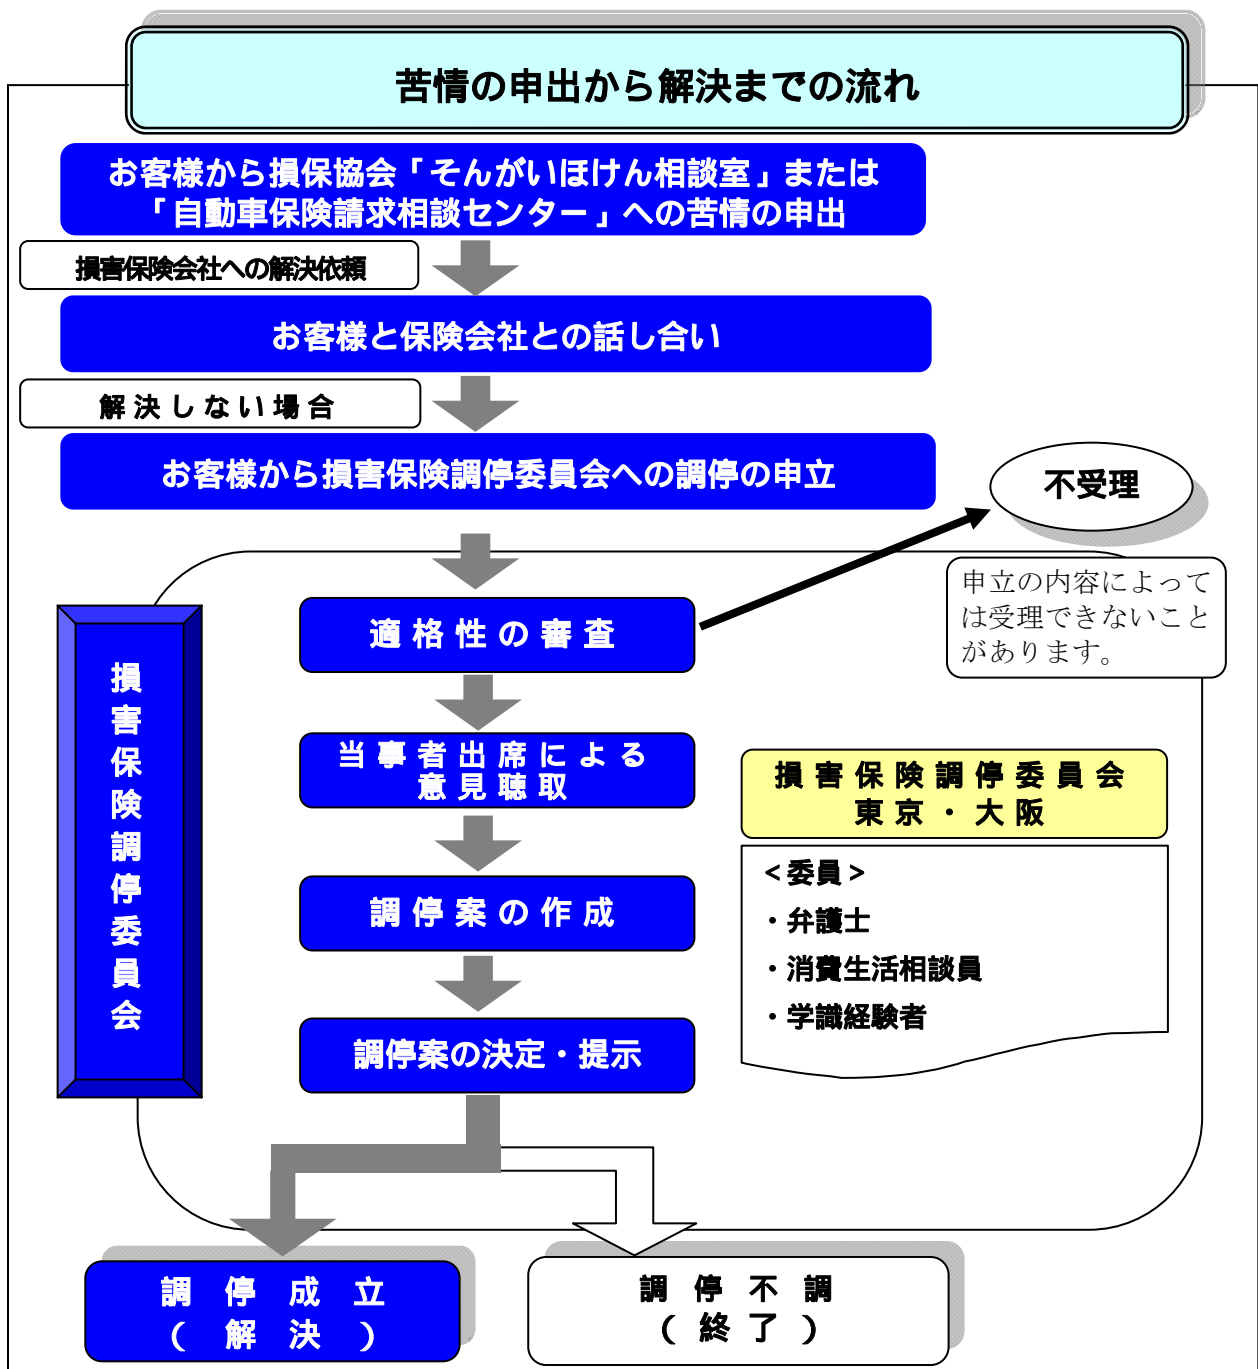 苦情の申出から解決までの流れ
お客様から損保協会「そんがいほけん相談室」または
「自動車保険請求相談センター」への苦情の申出
損害保険会社への解決依頼
お客様と保険会社との話し合い
解決しない場合
お客様から損害保険調停委員会への調停の申立
不受理
申立の内容によって
は受理できないこと
があります。
損害保険調停委員会
適格性の審査
当事者出席による
意見聴取
調停案の作成
調停案の決定・提示
損害保険調停委員会
東京・大阪
<委員>
・弁護士
・消費生活相談員
・学識経験者
調停成立
(解決)
調停不調
(終了)